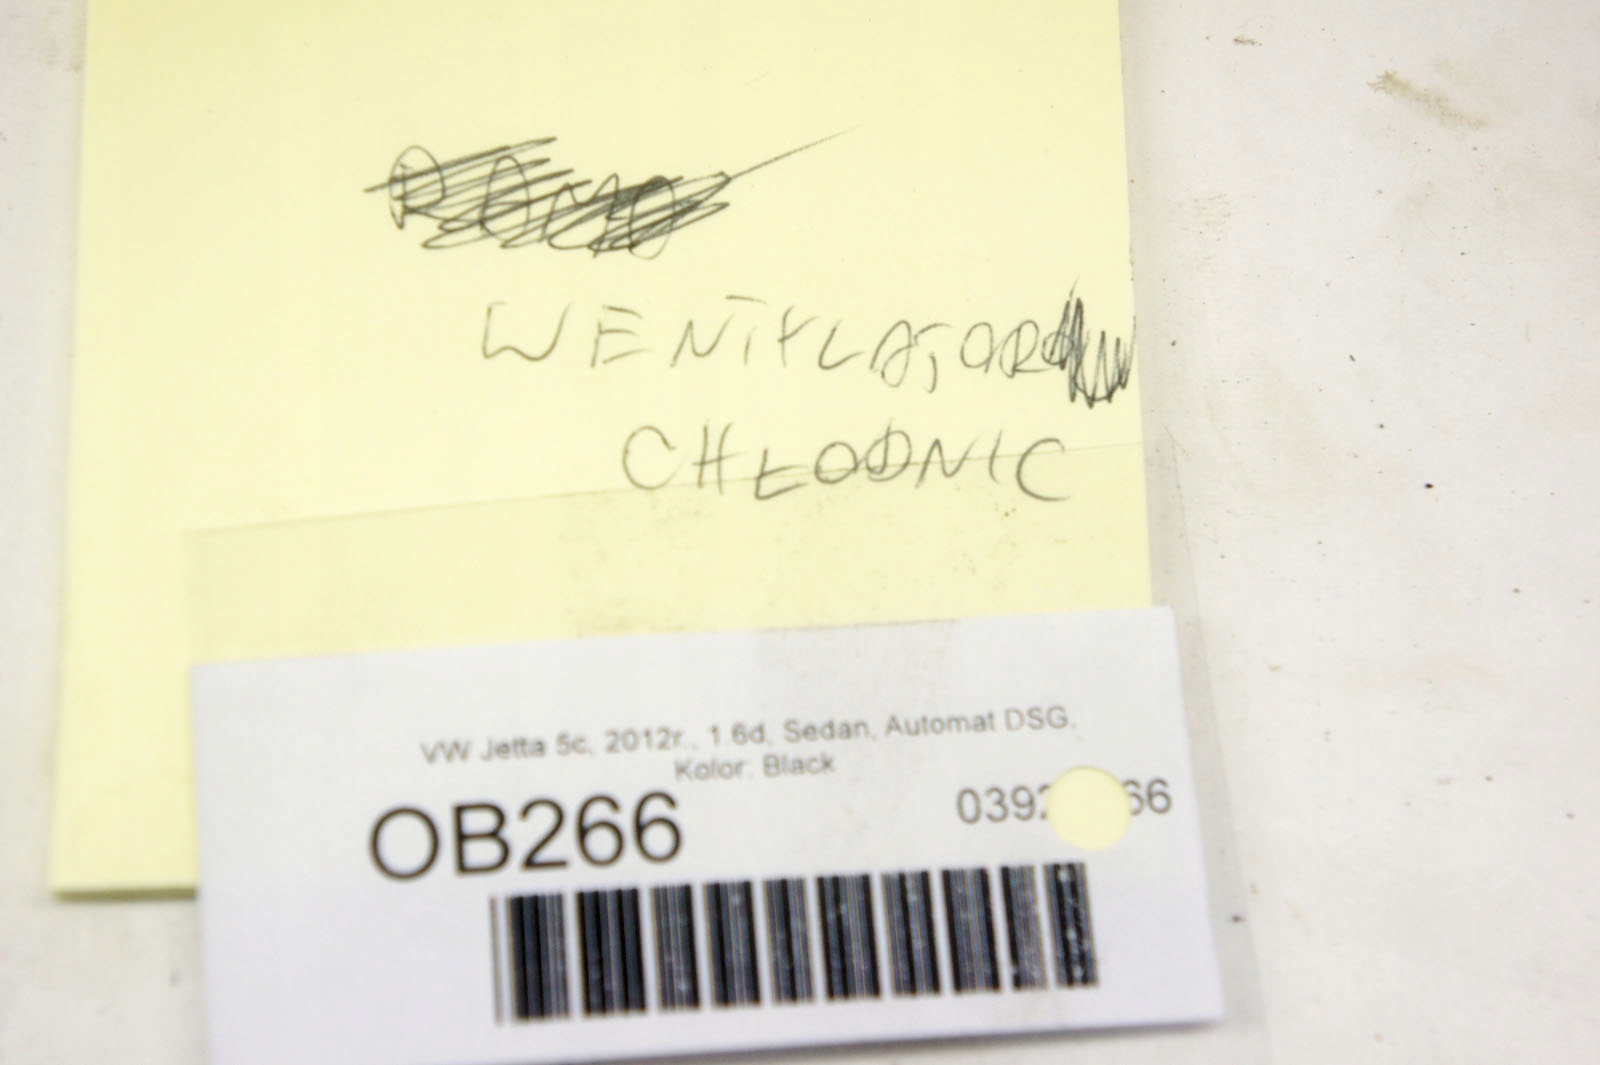 WENTYLATOR
CHŁODNIC
VW Jetta 5c, 2012r., 1.6d, Sedan, Automat DSG,
Kolor: Black
OB266